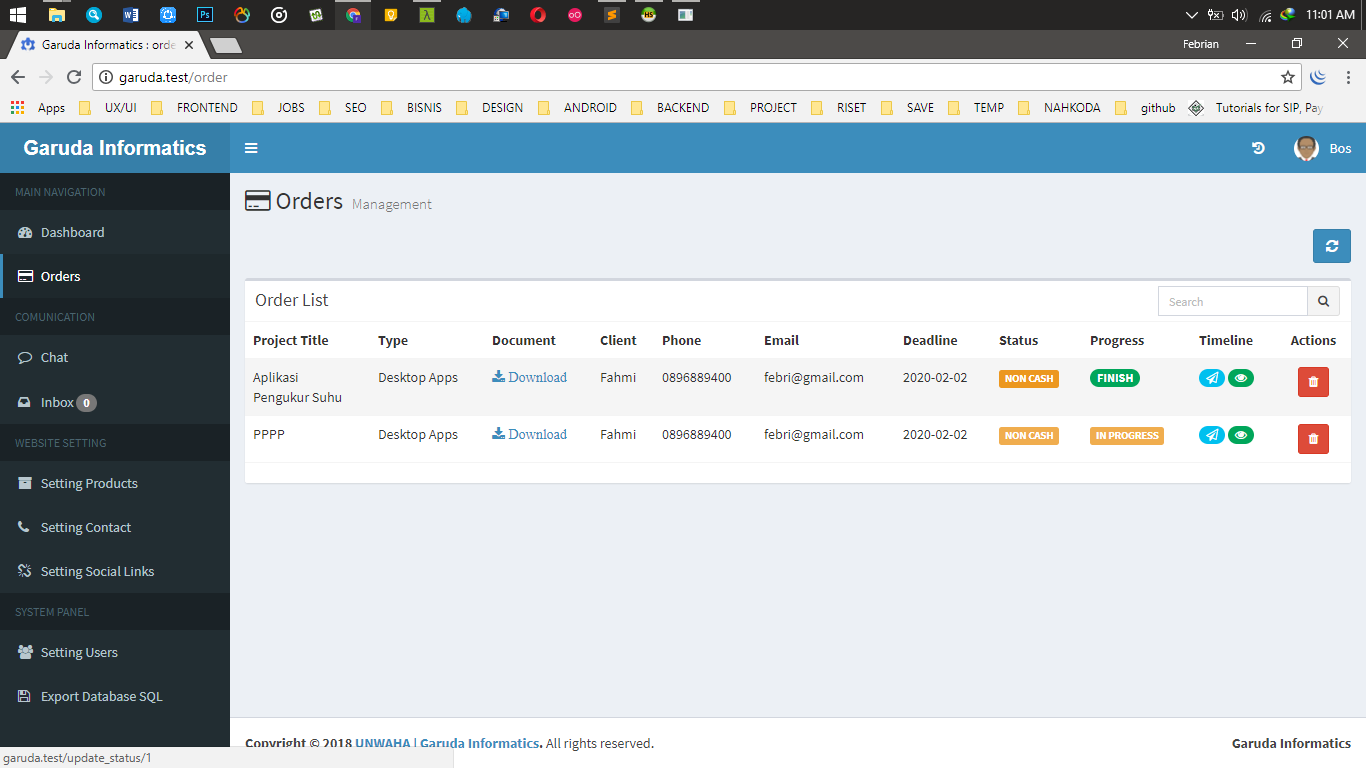 11:01 AM
Garuda Informatics : orde
Febrian
garuda.test/order
Apps UX/UI FRONTEND JOBS SEO BISNIS DESIGN ANDROID BACKEND PROJECT RISET SAVE TEMP NAHKODA github Tutorials for SIP, Pay
Garuda Informatics
Bos
MAIN NAVIGATION
Dashboard
Orders
COMUNICATION
Chat
Inbox 0
WEBSITE SETTING
Setting Products
Setting Contact
Setting Social Links
SYSTEM PANEL
Setting Users
Export Database SQL
Orders Management
Order List
Search
Project Title Type Document Client Phone Email Deadline Status Progress Timeline Actions
Aplikasi Desktop Apps Download Fahmi 0896889400 febri@gmail.com 2020-02-02 NON CASH FINISH
Pengukur Suhu
PPPP Desktop Apps Download Fahmi 0896889400 febri@gmail.com 2020-02-02 NON CASH IN PROGRESS
Copyright © 2018 UNWAHA | Garuda Informatics. All rights reserved.
Garuda Informatics
garuda.test/update_status/1